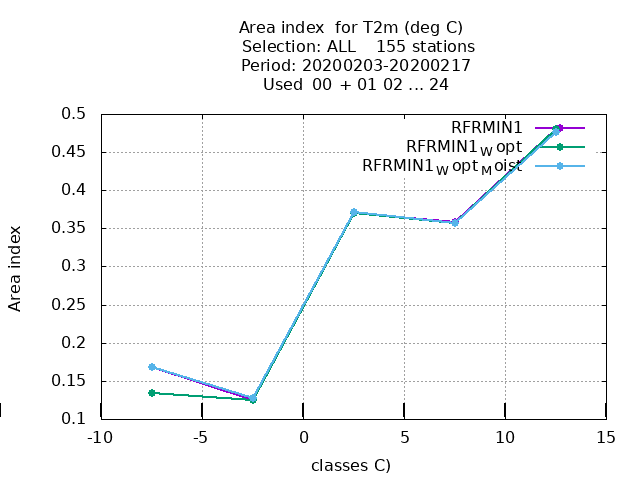 Area index  for T2m (deg C)
Selection: ALL    155 stations
Period: 20200203-20200217
Used  00 + 01 02 ... 24
0.5
0.45
0.4
0.35
0.3
0.25
0.2
0.15
0.1
Area index
RFRMIN1
RFRMIN1Wopt
RFRMIN1WoptMoist
-10
-5
0
5
10
15
classes C)